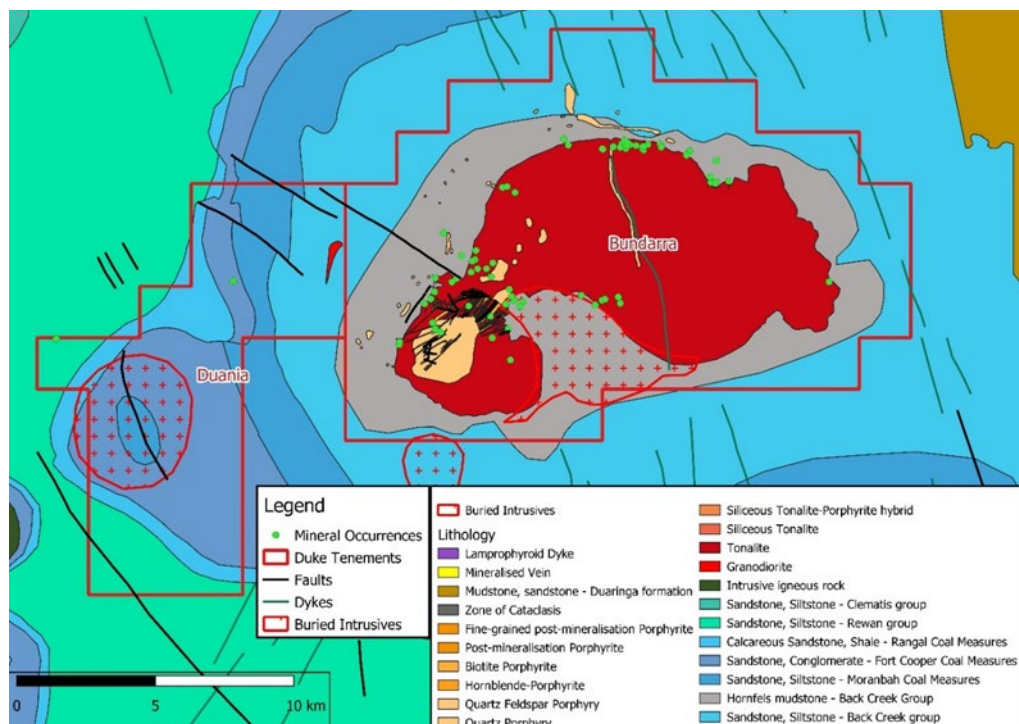 Bundarra
Duania
Legend
Mineral Occurrences
Duke Tenements
Faults
Dykes
Buried Intrusives
0 5 10 km
Buried Intrusives
Lithology
Lamprophyroid Dyke
Mineralised Vein
Mudstone, sandstone - Duaringa formation
Zone of Cataclasis
Fine-grained post-mineralisation Porphyrite
Post-mineralisation Porphyrite
Biotite Porphyrite
Hornblende-Porphyrite
Quartz Feldspar Porphyry
Quartz Porphyry
Siliceous Tonalite-Porphyrite hybrid
Siliceous Tonalite
Tonalite
Granodiorite
Intrusive igneous rock
Sandstone, Siltstone - Clematis group
Sandstone, Siltstone - Rewan group
Calcareous Sandstone, Shale - Rangal Coal Measures
Sandstone, Conglomerate - Fort Cooper Coal Measures
Sandstone, Siltstone - Moranbah Coal Measures
Hornfels mudstone - Back Creek Group
Sandstone, Siltstone - Back Creek group